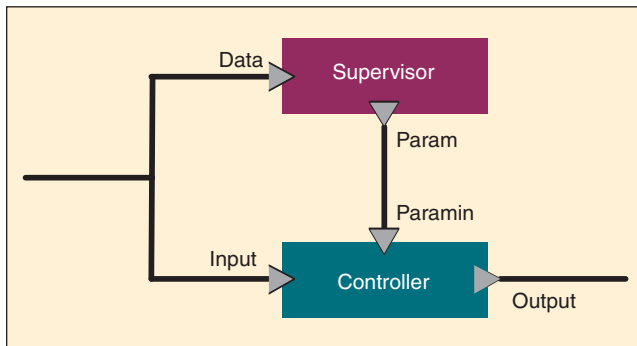 Data
Supervisor
Param
Paramin
Input
Controller
Output